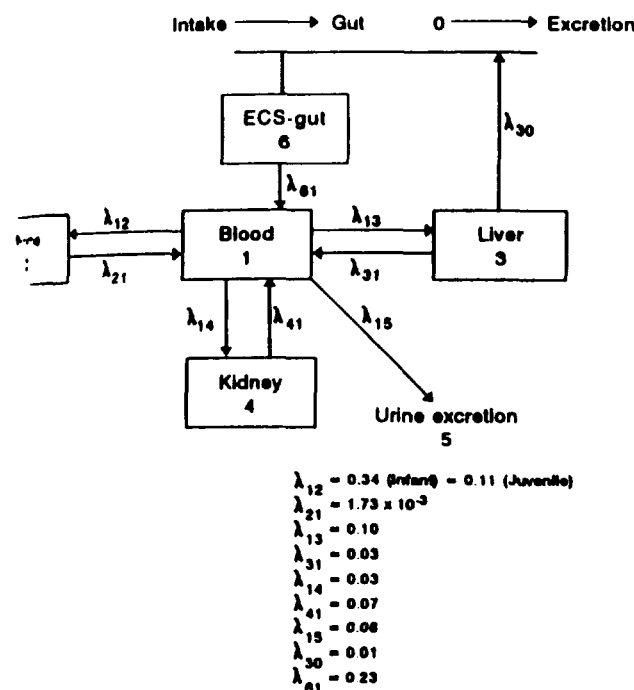 Intake Gut 0 Excretion
ECS-gut
6
λ30
λ61
λ12
Blood
1
λ13
Liver
3
λ21
λ31
λ14
λ41
λ15
Kidney
4
Urine excretion
5
λ12 = 0.34 (Infant) = 0.11 (Juvenile)
λ21 = 1.73 x 10-3
λ13 = 0.10
λ31 = 0.03
λ14 = 0.03
λ41 = 0.07
λ15 = 0.06
λ30 = 0.01
λ61 = 0.23